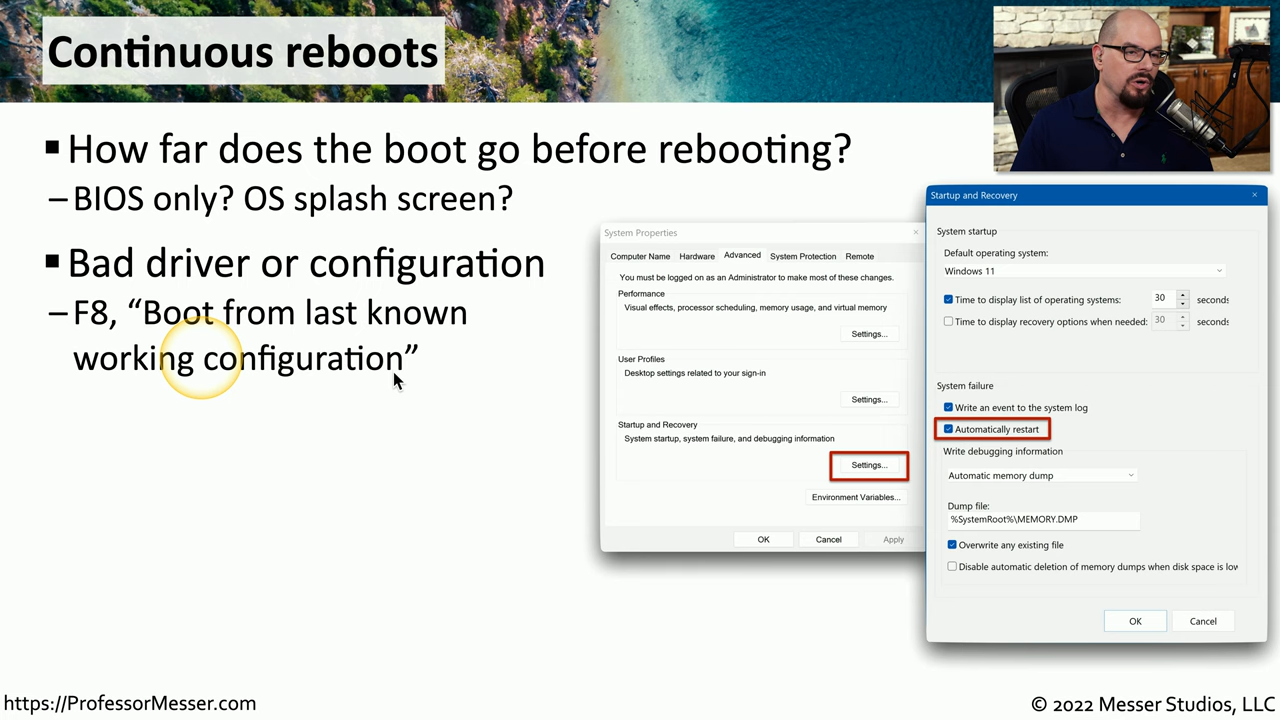 Continuous reboots
▪ How far does the boot go before rebooting?
– BIOS only? OS splash screen?
▪ Bad driver or configuration
– F8, “Boot from last known
working configuration”
System Properties
Computer Name Hardware Advanced System Protection Remote
You must be logged on as an Administrator to make most of these changes.
Performance
Visual effects, processor scheduling, memory usage, and virtual memory
Settings...
User Profiles
Desktop settings related to your sign-in
Settings...
Startup and Recovery
System startup, system failure, and debugging information
Settings...
Environment Variables...
OK Cancel Apply
Startup and Recovery
System startup
Default operating system:
Windows 11
Time to display list of operating systems: 30 seconds
Time to display recovery options when needed: 30 seconds
System failure
Write an event to the system log
Automatically restart
Write debugging information
Automatic memory dump
Dump file:
%SystemRoot%\MEMORY.DMP
Overwrite any existing file
Disable automatic deletion of memory dumps when disk space is low
OK Cancel
https://ProfessorMesser.com
© 2022 Messer Studios, LLC